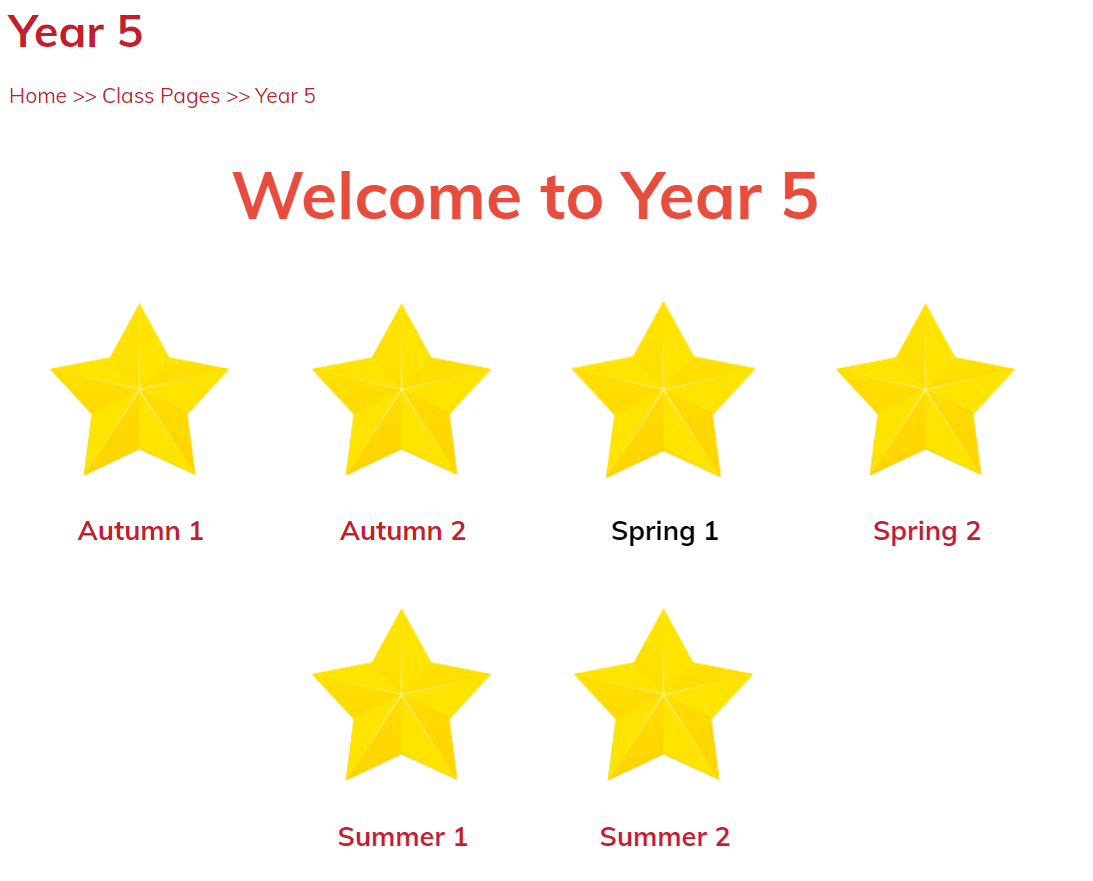 Year 5
Home >> Class Pages >> Year 5
Welcome to Year 5
Autumn 1
Autumn 2
Spring 1
Spring 2
Summer 1
Summer 2